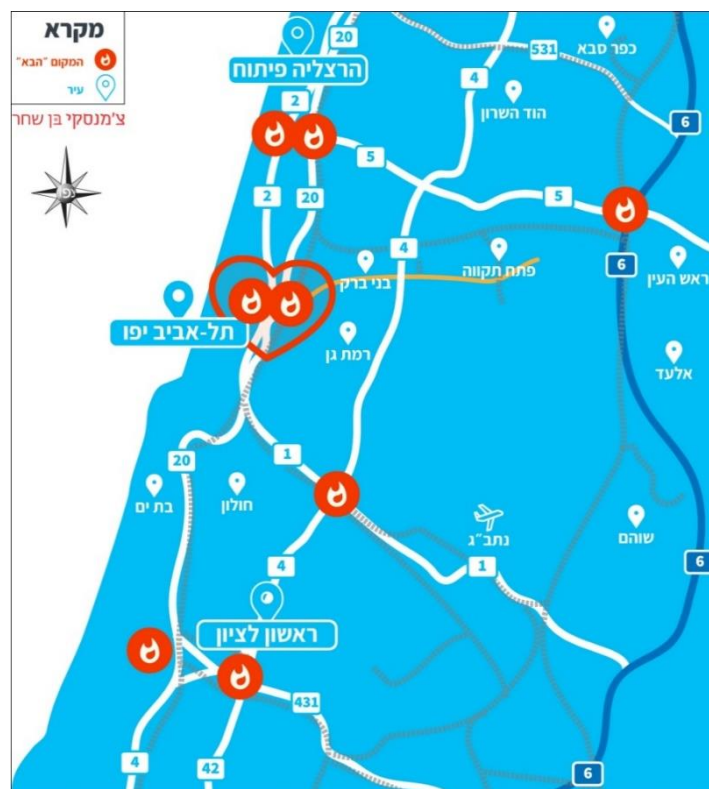 מקרא
המקום "הבא"
עיר
צ'מנסקי בן שחר
20
הרצליה פיתוח
531
כפר סבא
4
2
הוד השרון
6
5
2
20
5
4
בני ברק
פתח תקווה
6
ראש העין
תל-אביב יפו
רמת גן
אלעד
20
1
בת ים
חולון
נתב"ג
שוהם
4
1
6
ראשון לציון
431
4
42
6